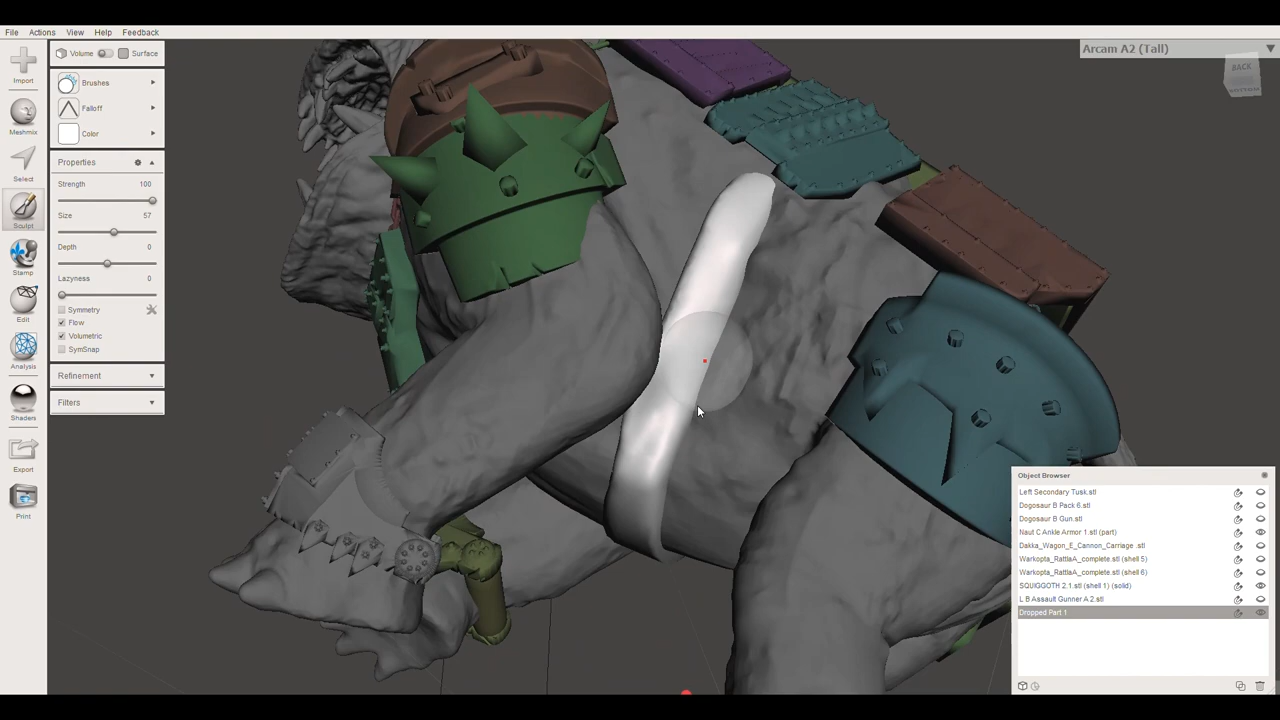 File Actions View Help Feedback
Arcam A2 (Tall)
BACK
Import
Meshmix
Select
Sculpt
Stamp
Edit
Analysis
Shaders
Export
Print
Volume Surface
Brushes
Falloff
Color
Properties
Strength 100
Size 57
Depth 0
Lazyness 0
Symmetry
Flow
Volumetric
SymSnap
Refinement
Filters
Object Browser
Left Secondary Tusk.stl
Dogosaur B Pack 6.stl
Dogosaur B Gun.stl
Naut C Ankle Armor 1.stl (part)
Dakka_Wagon_E_Cannon_Carriage .stl
Warkopta_RattlaA_complete.stl (shell 5)
Warkopta_RattlaA_complete.stl (shell 6)
SQUIGGOTH 2.1.stl (shell 1) (solid)
L B Assault Gunner A 2.stl
Dropped Part 1